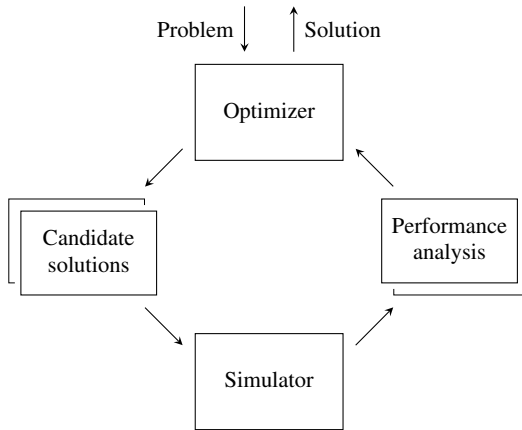 Problem
Solution
Optimizer
Candidate
solutions
Performance
analysis
Simulator